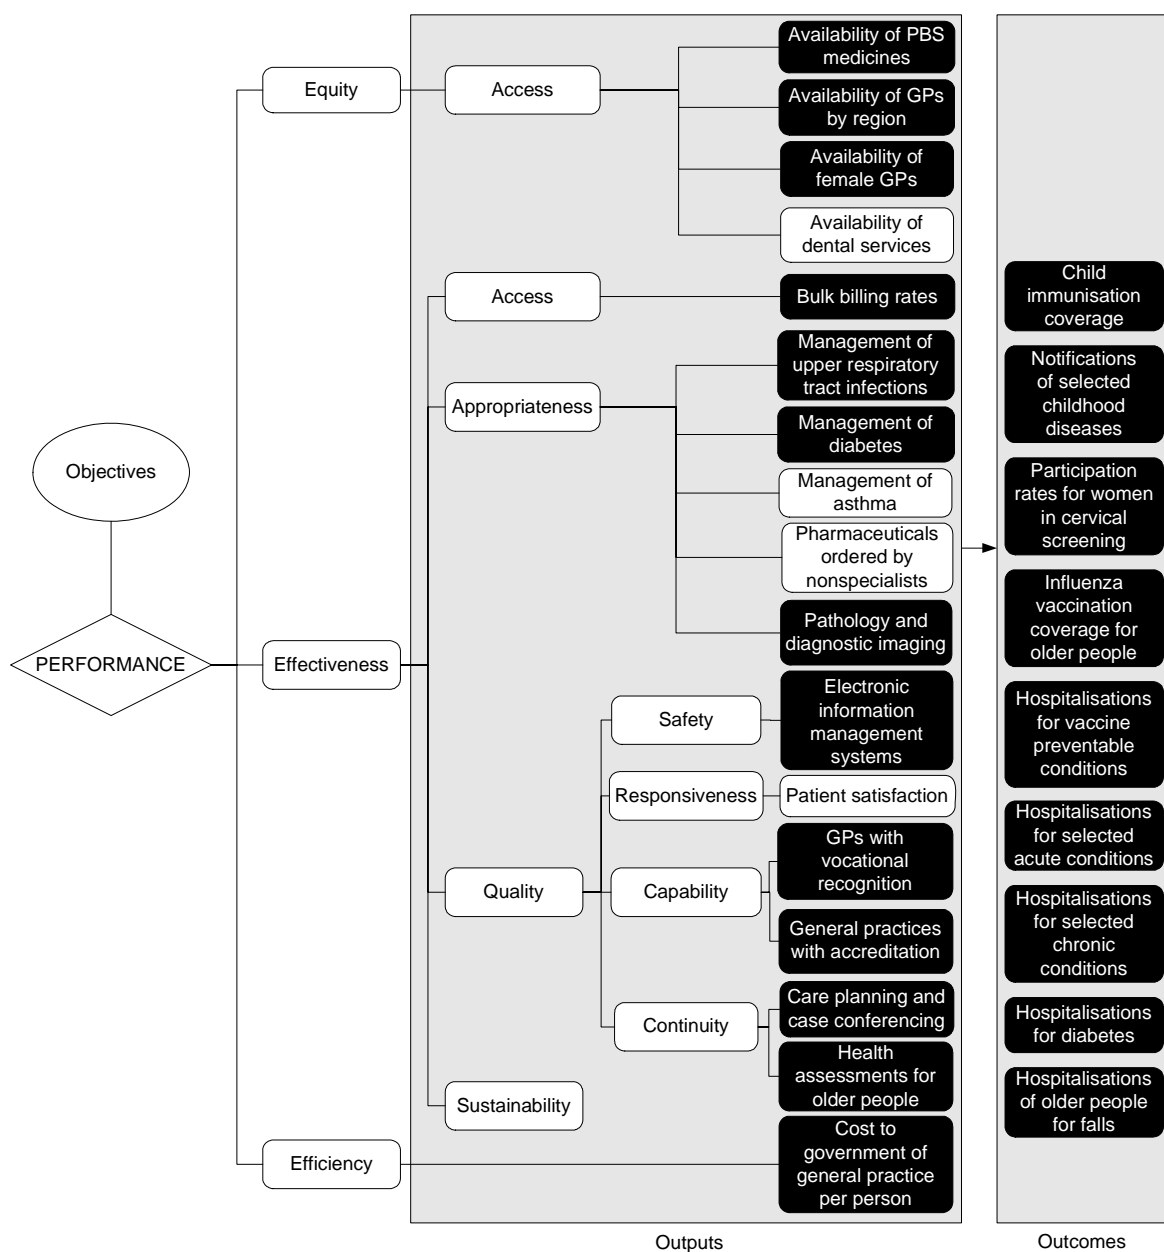 Objectives
PERFORMANCE
Equity
Effectiveness
Efficiency
Access
Access
Appropriateness
Quality
Sustainability
Safety
Responsiveness
Capability
Continuity
Availability of PBS
medicines
Availability of GPs
by region
Availability of
female GPs
Availability of
dental services
Bulk billing rates
Management of
upper respiratory
tract infections
Management of
diabetes
Management of
asthma
Pharmaceuticals
ordered by
nonspecialists
Pathology and
diagnostic imaging
Electronic
information
management
systems
Patient satisfaction
GPs with
vocational
recognition
General practices
with accreditation
Care planning and
case conferencing
Health
assessments for
older people
Cost to
government of
general practice
per person
Outputs
Child
immunisation
coverage
Notifications
of selected
childhood
diseases
Participation
rates for women
in cervical
screening
Influenza
vaccination
coverage for
older people
Hospitalisations
for vaccine
preventable
conditions
Hospitalisations
for selected
acute conditions
Hospitalisations
for selected
chronic
conditions
Hospitalisations
for diabetes
Hospitalisations
of older people
for falls
Outcomes